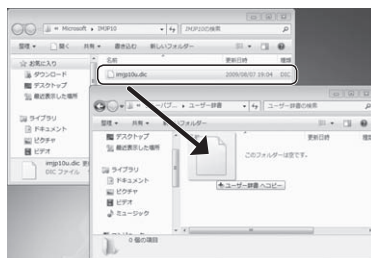 « Microsoft ▸ IMJP10
IMJP10の検索
整理 ▼ 開く 共有 ▼ 書き込む 新しいフォルダー
お気に入り
ダウンロード
デスクトップ
最近表示した場所
ライブラリ
ドキュメント
ピクチャ
ビデオ
名前 更新日時 種類
imjp10u.dic 2009/08/07 19:04 DIC
imjp10u.dic 更
DIC ファイル
▸ ユーザー辞書
ユーザー辞書の検索
整理 ▼ 共有 ▼ 書き込む 新しいフォルダー
デスクトップ
最近表示した場所
ライブラリ
ドキュメント
ピクチャ
ビデオ
ミュージック
名前 更新日時
このフォルダーは空です。
ユーザー辞書 へコピー
0 個の項目